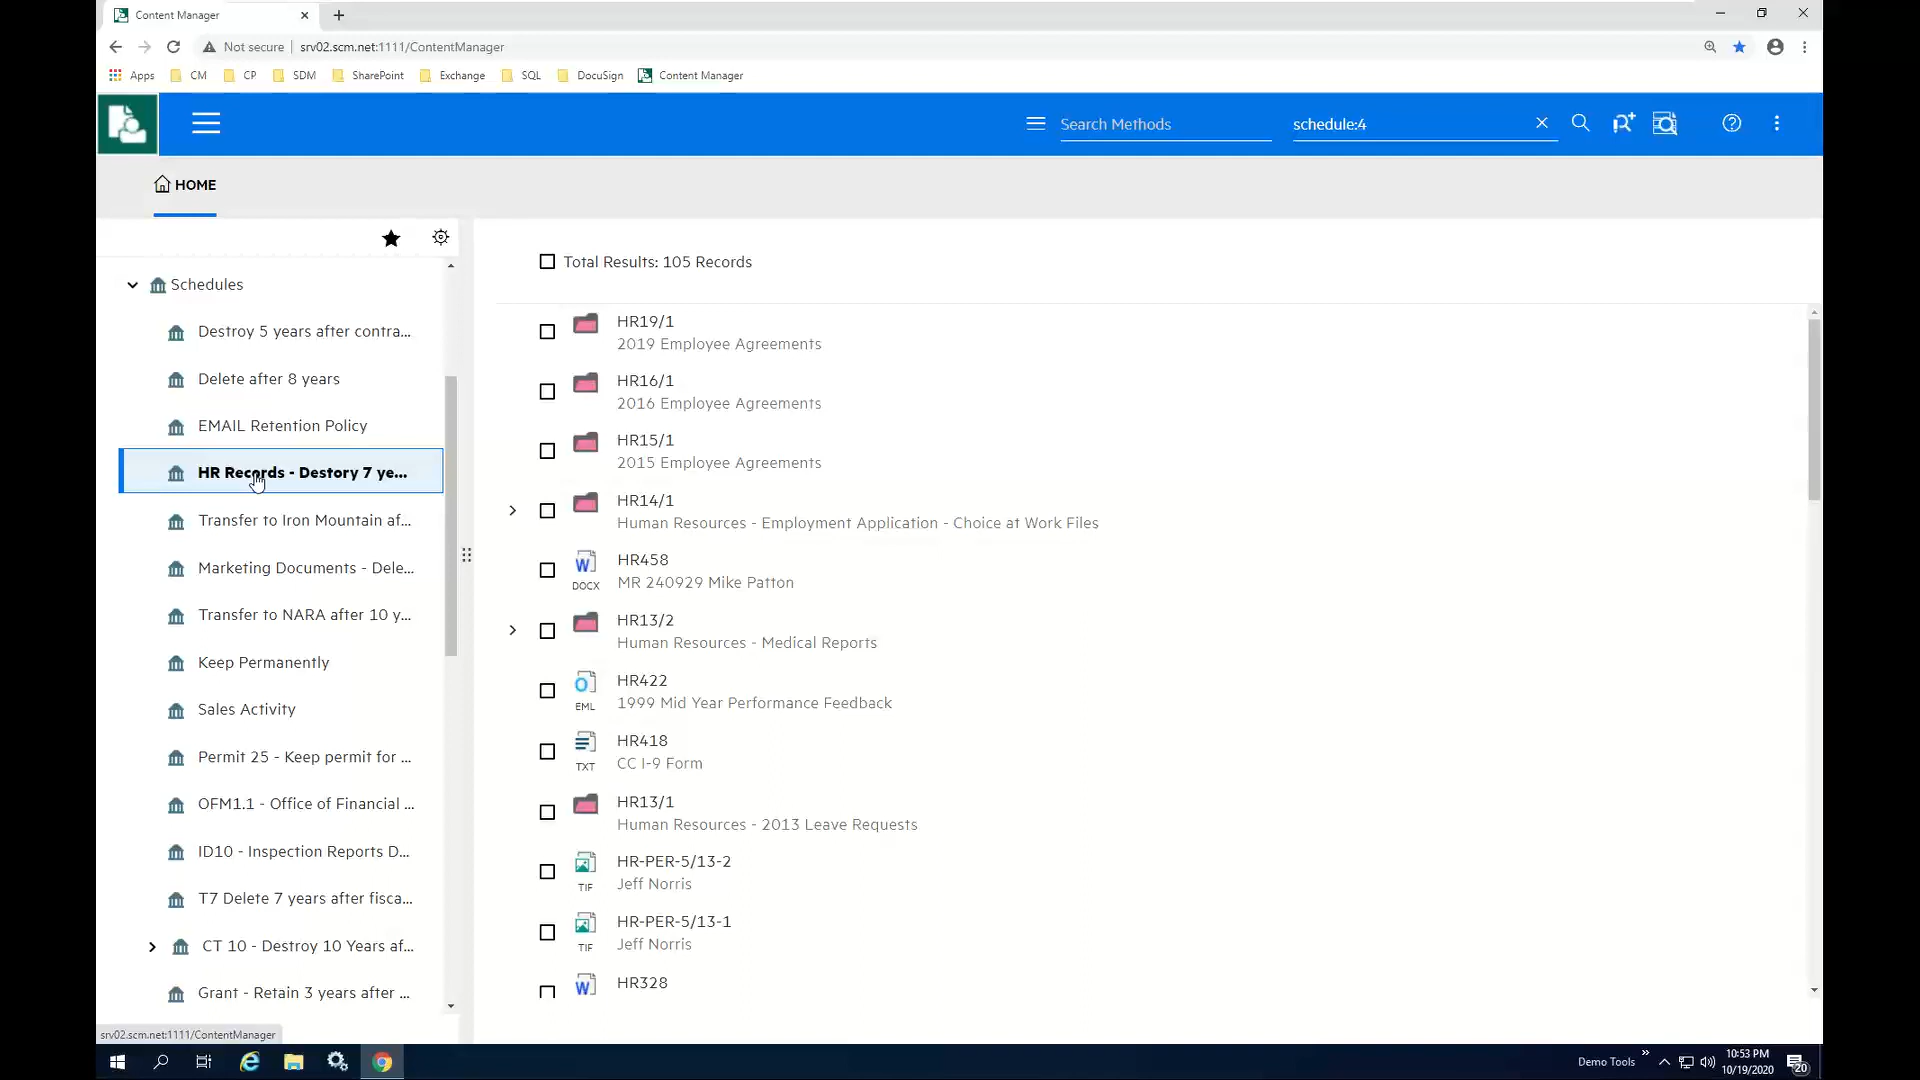 Content Manager
Not secure
srv02.scm.net:1111/ContentManager
Apps
CM
CP
SDM
SharePoint
Exchange
SQL
DocuSign
Content Manager
Search Methods
schedule:4
HOME
Schedules
Destroy 5 years after contra...
Delete after 8 years
EMAIL Retention Policy
HR Records - Destory 7 ye...
Transfer to Iron Mountain af...
Marketing Documents - Dele...
Transfer to NARA after 10 y...
Keep Permanently
Sales Activity
Permit 25 - Keep permit for ...
OFM1.1 - Office of Financial ...
ID10 - Inspection Reports D...
T7 Delete 7 years after fisca...
CT 10 - Destroy 10 Years af...
Grant - Retain 3 years after ...
Total Results: 105 Records
HR19/1
2019 Employee Agreements
HR16/1
2016 Employee Agreements
HR15/1
2015 Employee Agreements
HR14/1
Human Resources - Employment Application - Choice at Work Files
HR458
DOCX
MR 240929 Mike Patton
HR13/2
Human Resources - Medical Reports
HR422
EML
1999 Mid Year Performance Feedback
HR418
TXT
CC I-9 Form
HR13/1
Human Resources - 2013 Leave Requests
HR-PER-5/13-2
TIF
Jeff Norris
HR-PER-5/13-1
TIF
Jeff Norris
HR328
srv02.scm.net:1111/ContentManager
Demo Tools
10:53 PM
10/19/2020
20